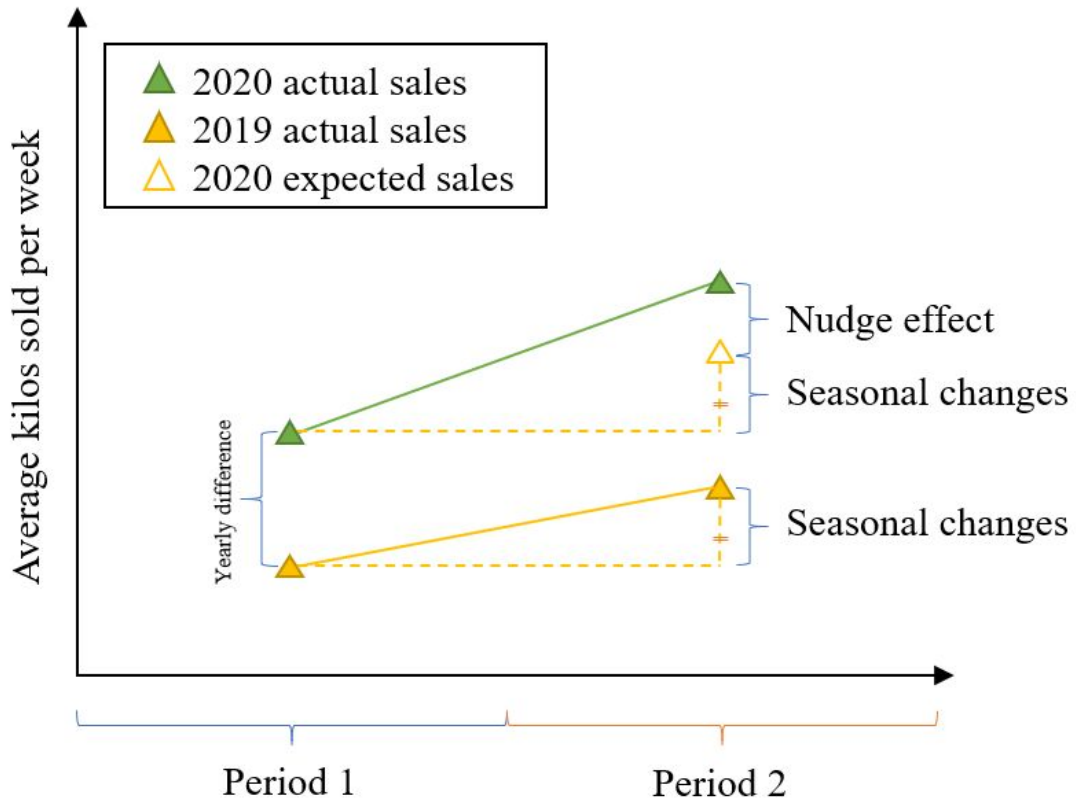 2020 actual sales
2019 actual sales
2020 expected sales
Average kilos sold per week
Nudge effect
Seasonal changes
Yearly difference
Seasonal changes
Period 1
Period 2